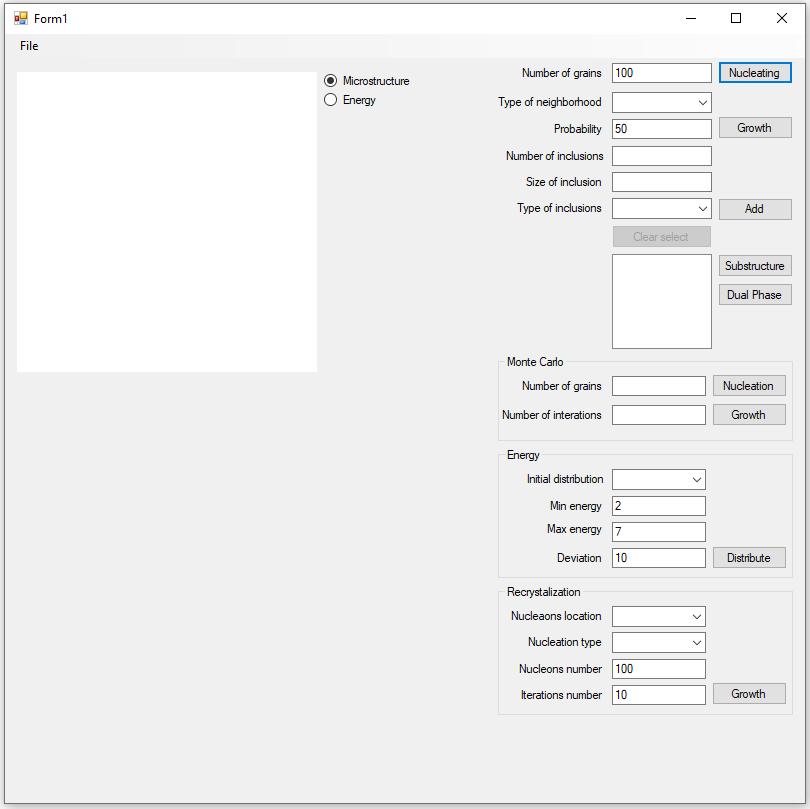 Form1
File
Microstructure
Energy
Number of grains 100 Nucleating
Type of neighborhood
Probability 50 Growth
Number of inclusions
Size of inclusion
Type of inclusions Add
Clear select
Substructure
Dual Phase
Monte Carlo
Number of grains Nucleation
Number of interations Growth
Energy
Initial distribution
Min energy 2
Max energy 7
Deviation 10 Distribute
Recrystalization
Nucleaons location
Nucleation type
Nucleons number 100
Iterations number 10 Growth